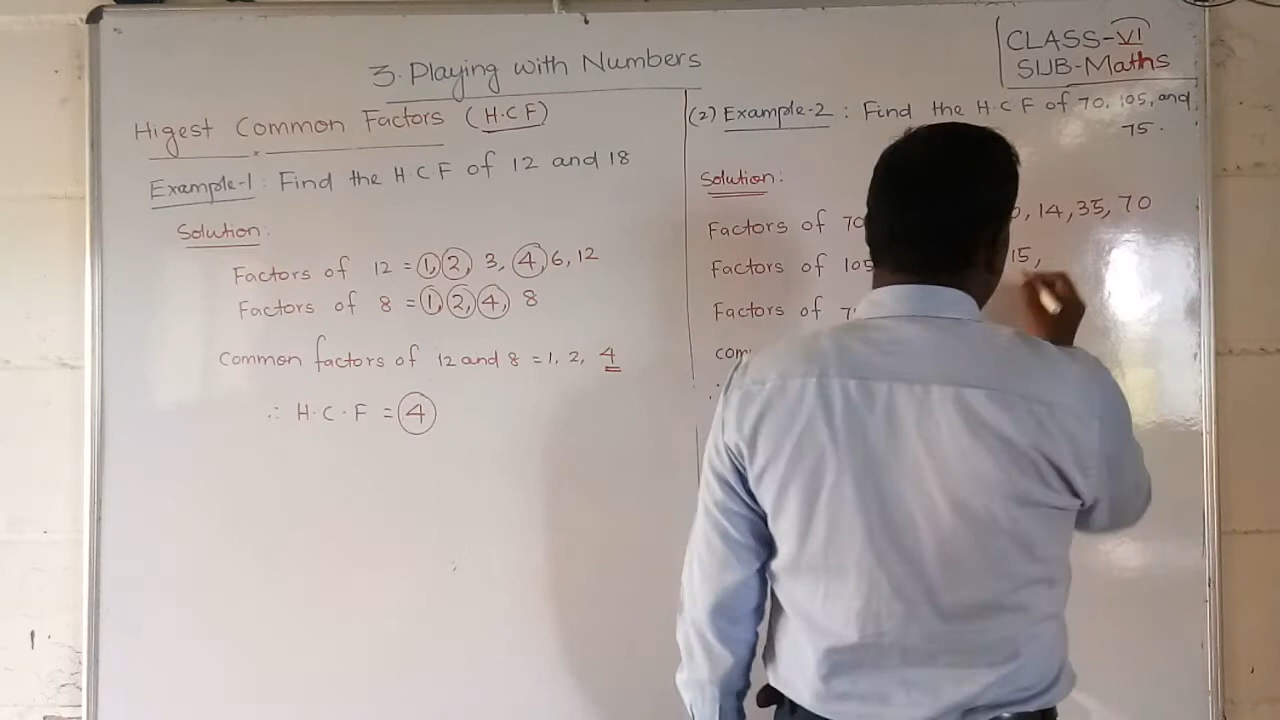 3. Playing with Numbers
CLASS-VI
SUB-Maths
Higest Common Factors (H.C.F)
Example-1: Find the H.C.F of 12 and 18
Solution:
Factors of 12 = 1, 2, 3, 4, 6, 12
Factors of 8 = 1, 2, 4, 8
Common factors of 12 and 8 = 1, 2, 4
∴ H.C.F = 4
(2) Example-2: Find the H.C.F of 70, 105, and
75.
Solution:
Factors of 70 14, 35, 70
Factors of 105 15,
Factors of